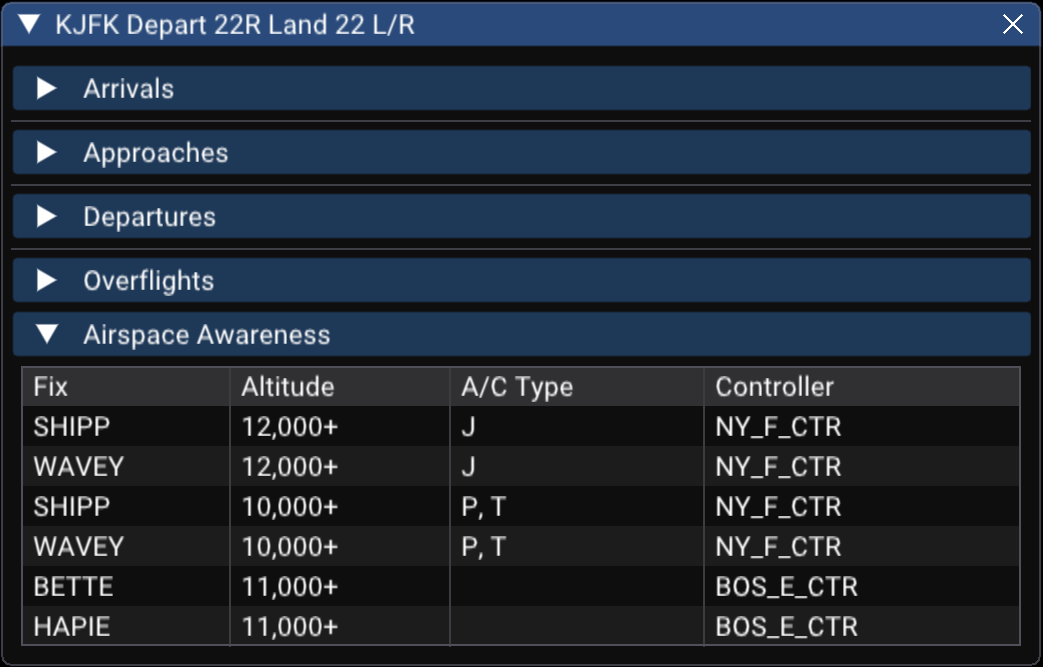 KJFK Depart 22R Land 22 L/R
Arrivals
Approaches
Departures
Overflights
Airspace Awareness
Fix Altitude A/C Type Controller
SHIPP 12,000+ J NY_F_CTR
WAVEY 12,000+ J NY_F_CTR
SHIPP 10,000+ P, T NY_F_CTR
WAVEY 10,000+ P, T NY_F_CTR
BETTE 11,000+ BOS_E_CTR
HAPIE 11,000+ BOS_E_CTR